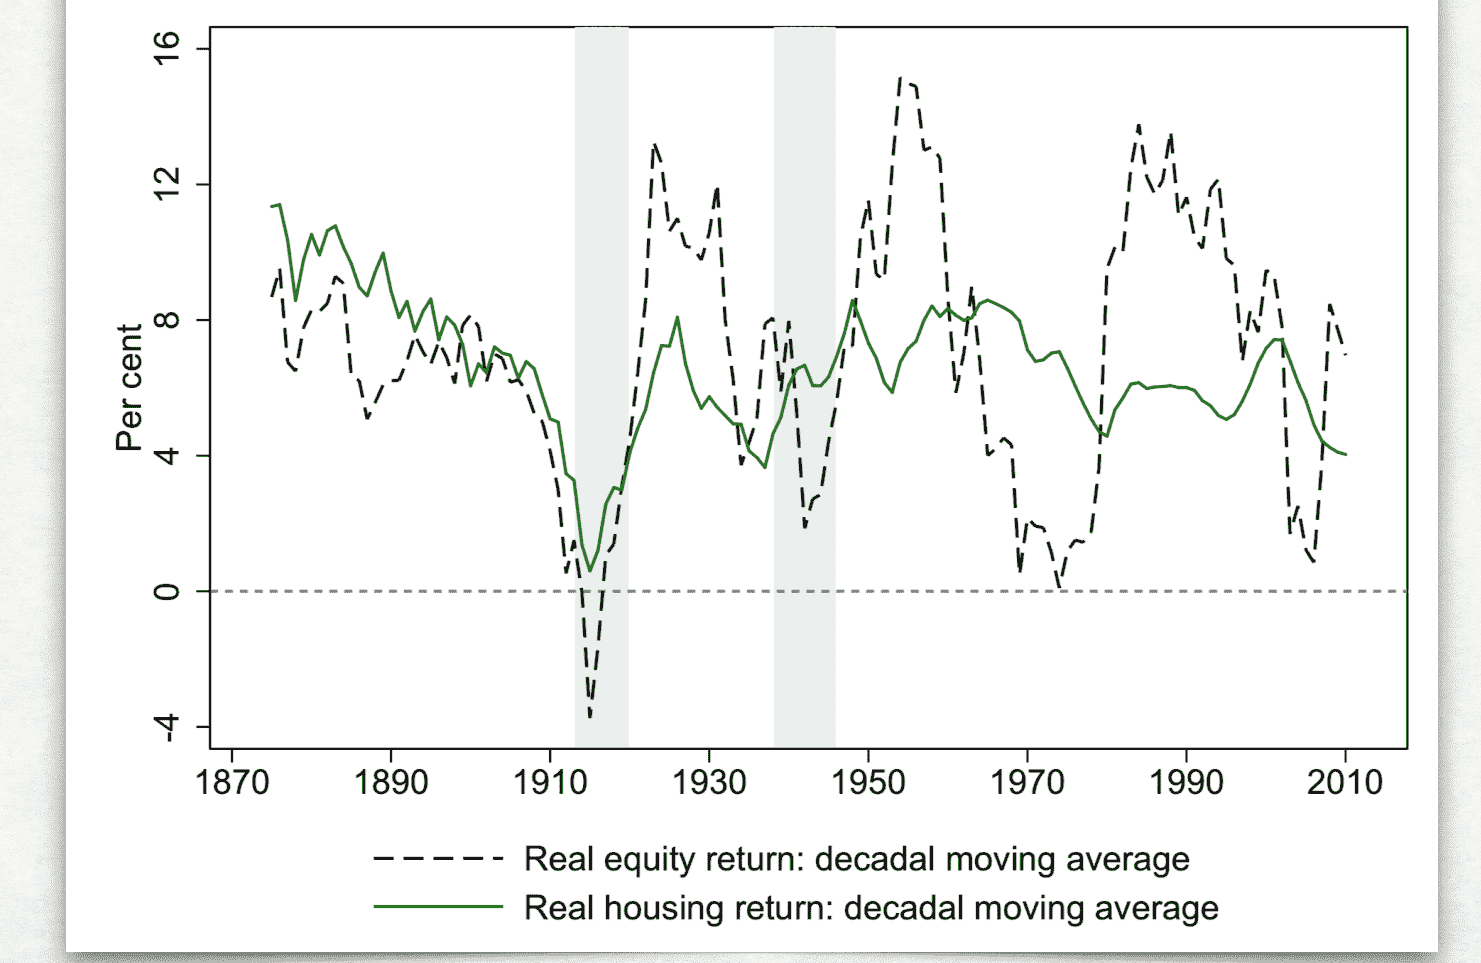 16
12
8
4
0
-4
Per cent
1870 1890 1910 1930 1950 1970 1990 2010
Real equity return: decadal moving average
Real housing return: decadal moving average